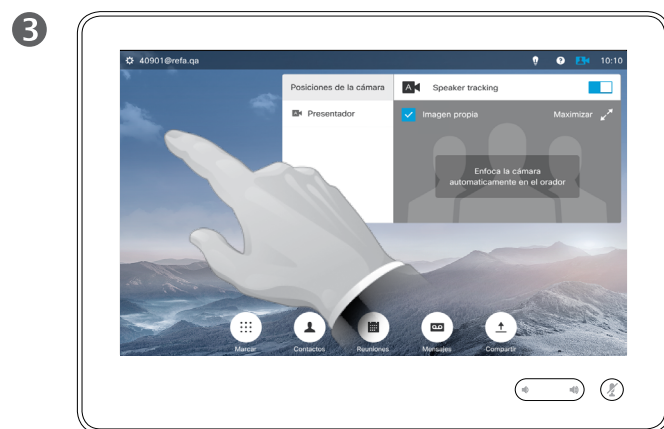 3
40901@refa.qa
10:10
Posiciones de la cámara
A Speaker tracking
A Presentador
Imagen propia
Maximizar
Enfoca la cámara
automaticamente en el orador
Marcar
Contactos
Reuniones
Mensajes
Compartir